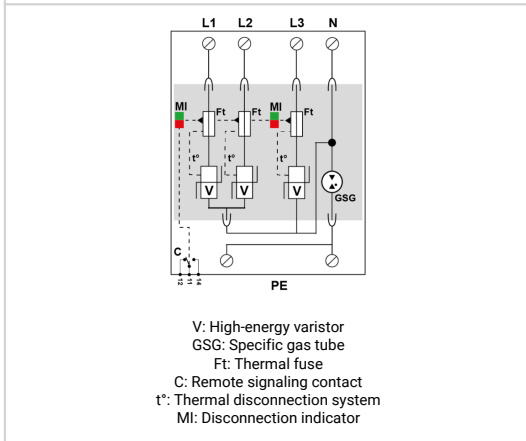 L1 L2 L3 N
MI Ft Ft MI Ft
t° t° t°
V V V GSG
C
12 11 14
PE
V: High-energy varistor
GSG: Specific gas tube
Ft: Thermal fuse
C: Remote signaling contact
t°: Thermal disconnection system
MI: Disconnection indicator